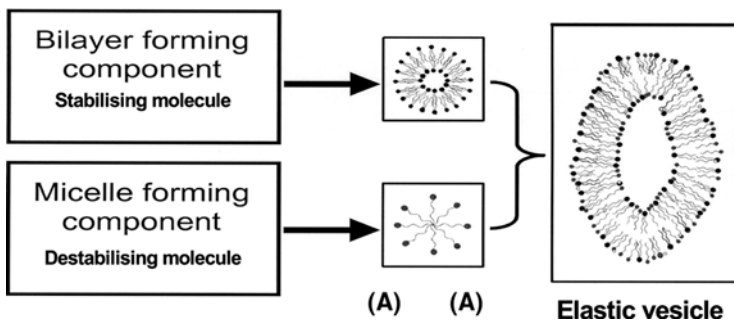 Bilayer forming
component
Stabilising molecule
Micelle forming
component
Destabilising molecule
(A) (A)
Elastic vesicle